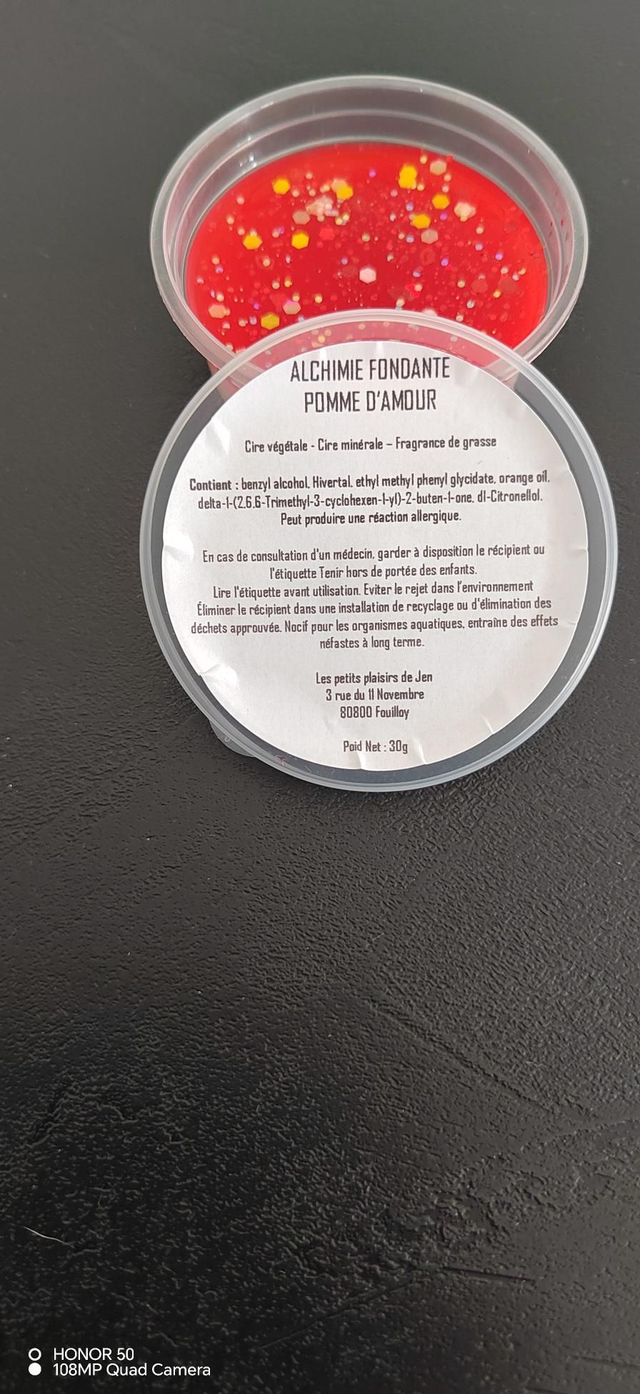 ALCHIMIE FONDANTE
POMME D'AMOUR
Cire végétale - Cire minérale – Fragrance de grasse
Contient : benzyl alcohol, Hivertal, ethyl methyl phenyl glycidate, orange oil,
delta-1-(2,6,6-Trimethyl-3-cyclohexen-1-yl)-2-buten-1-one, dl-Citronellol.
Peut produire une réaction allergique.
En cas de consultation d'un médecin, garder à disposition le récipient ou
l'étiquette Tenir hors de portée des enfants.
Lire l'étiquette avant utilisation. Eviter le rejet dans l'environnement
Éliminer le récipient dans une installation de recyclage ou d'élimination des
déchets approuvée. Nocif pour les organismes aquatiques, entraîne des effets
néfastes à long terme.
Les petits plaisirs de Jen
3 rue du 11 Novembre
80800 Fouilloy
Poid Net : 30g
HONOR 50
108MP Quad Camera